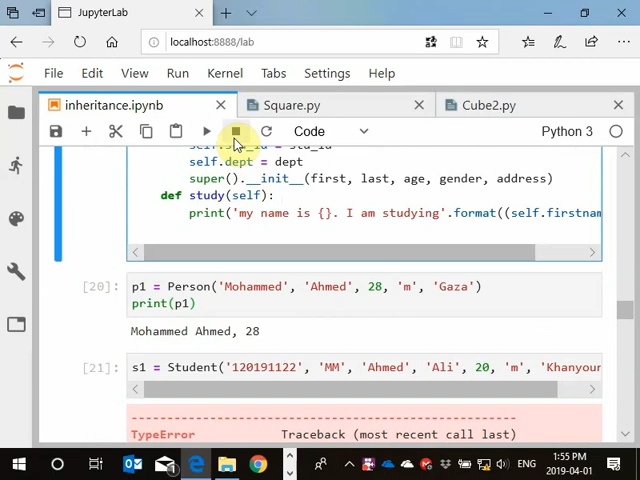 JupyterLab
localhost:8888/lab
File Edit View Run Kernel Tabs Settings Help
inheritance.ipynb Square.py Cube2.py
Code Python 3
self.std_id = std_id
self.dept = dept
super().__init__(first, last, age, gender, address)
def study(self):
print('my name is {}. I am studying'.format((self.firstnam
[20]: p1 = Person('Mohammed', 'Ahmed', 28, 'm', 'Gaza')
print(p1)
Mohammed Ahmed, 28
[21]: s1 = Student('120191122', 'MM', 'Ahmed', 'Ali', 20, 'm', 'Khanyour
---------------------------------------------------------------
TypeError Traceback (most recent call last)
1
ENG
1:55 PM
2019-04-01